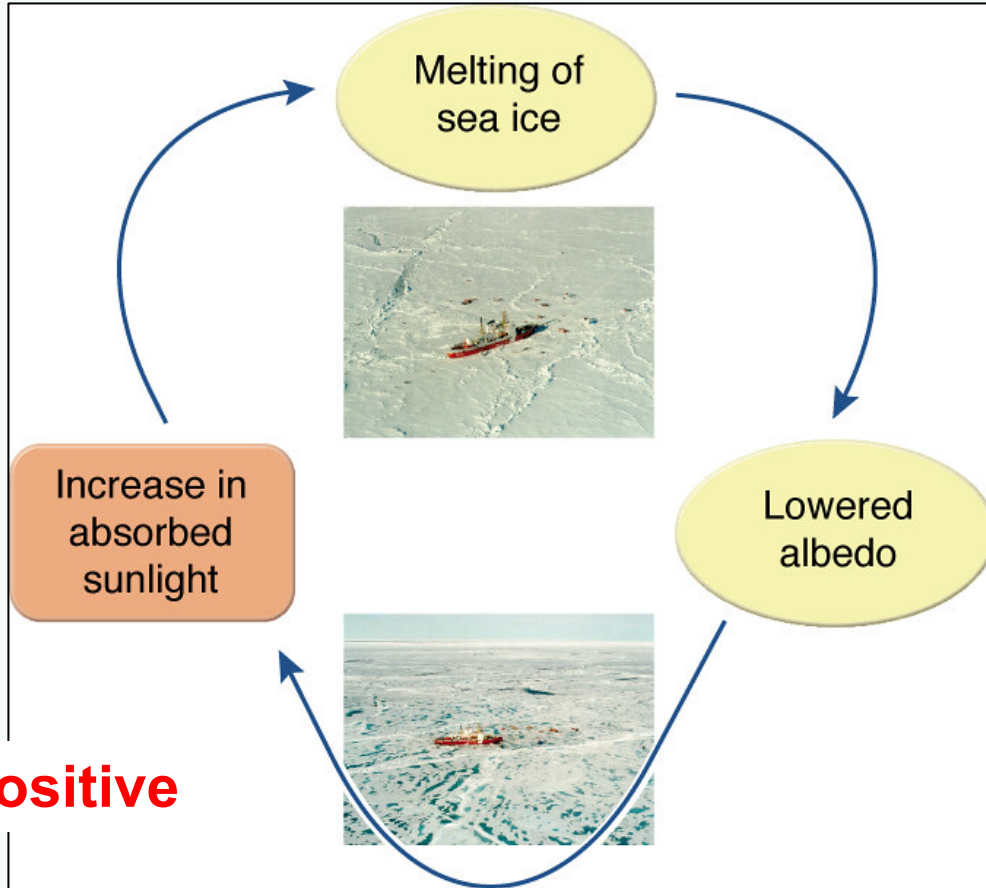 Melting of
sea ice
Lowered
albedo
Increase in
absorbed
sunlight
ositive